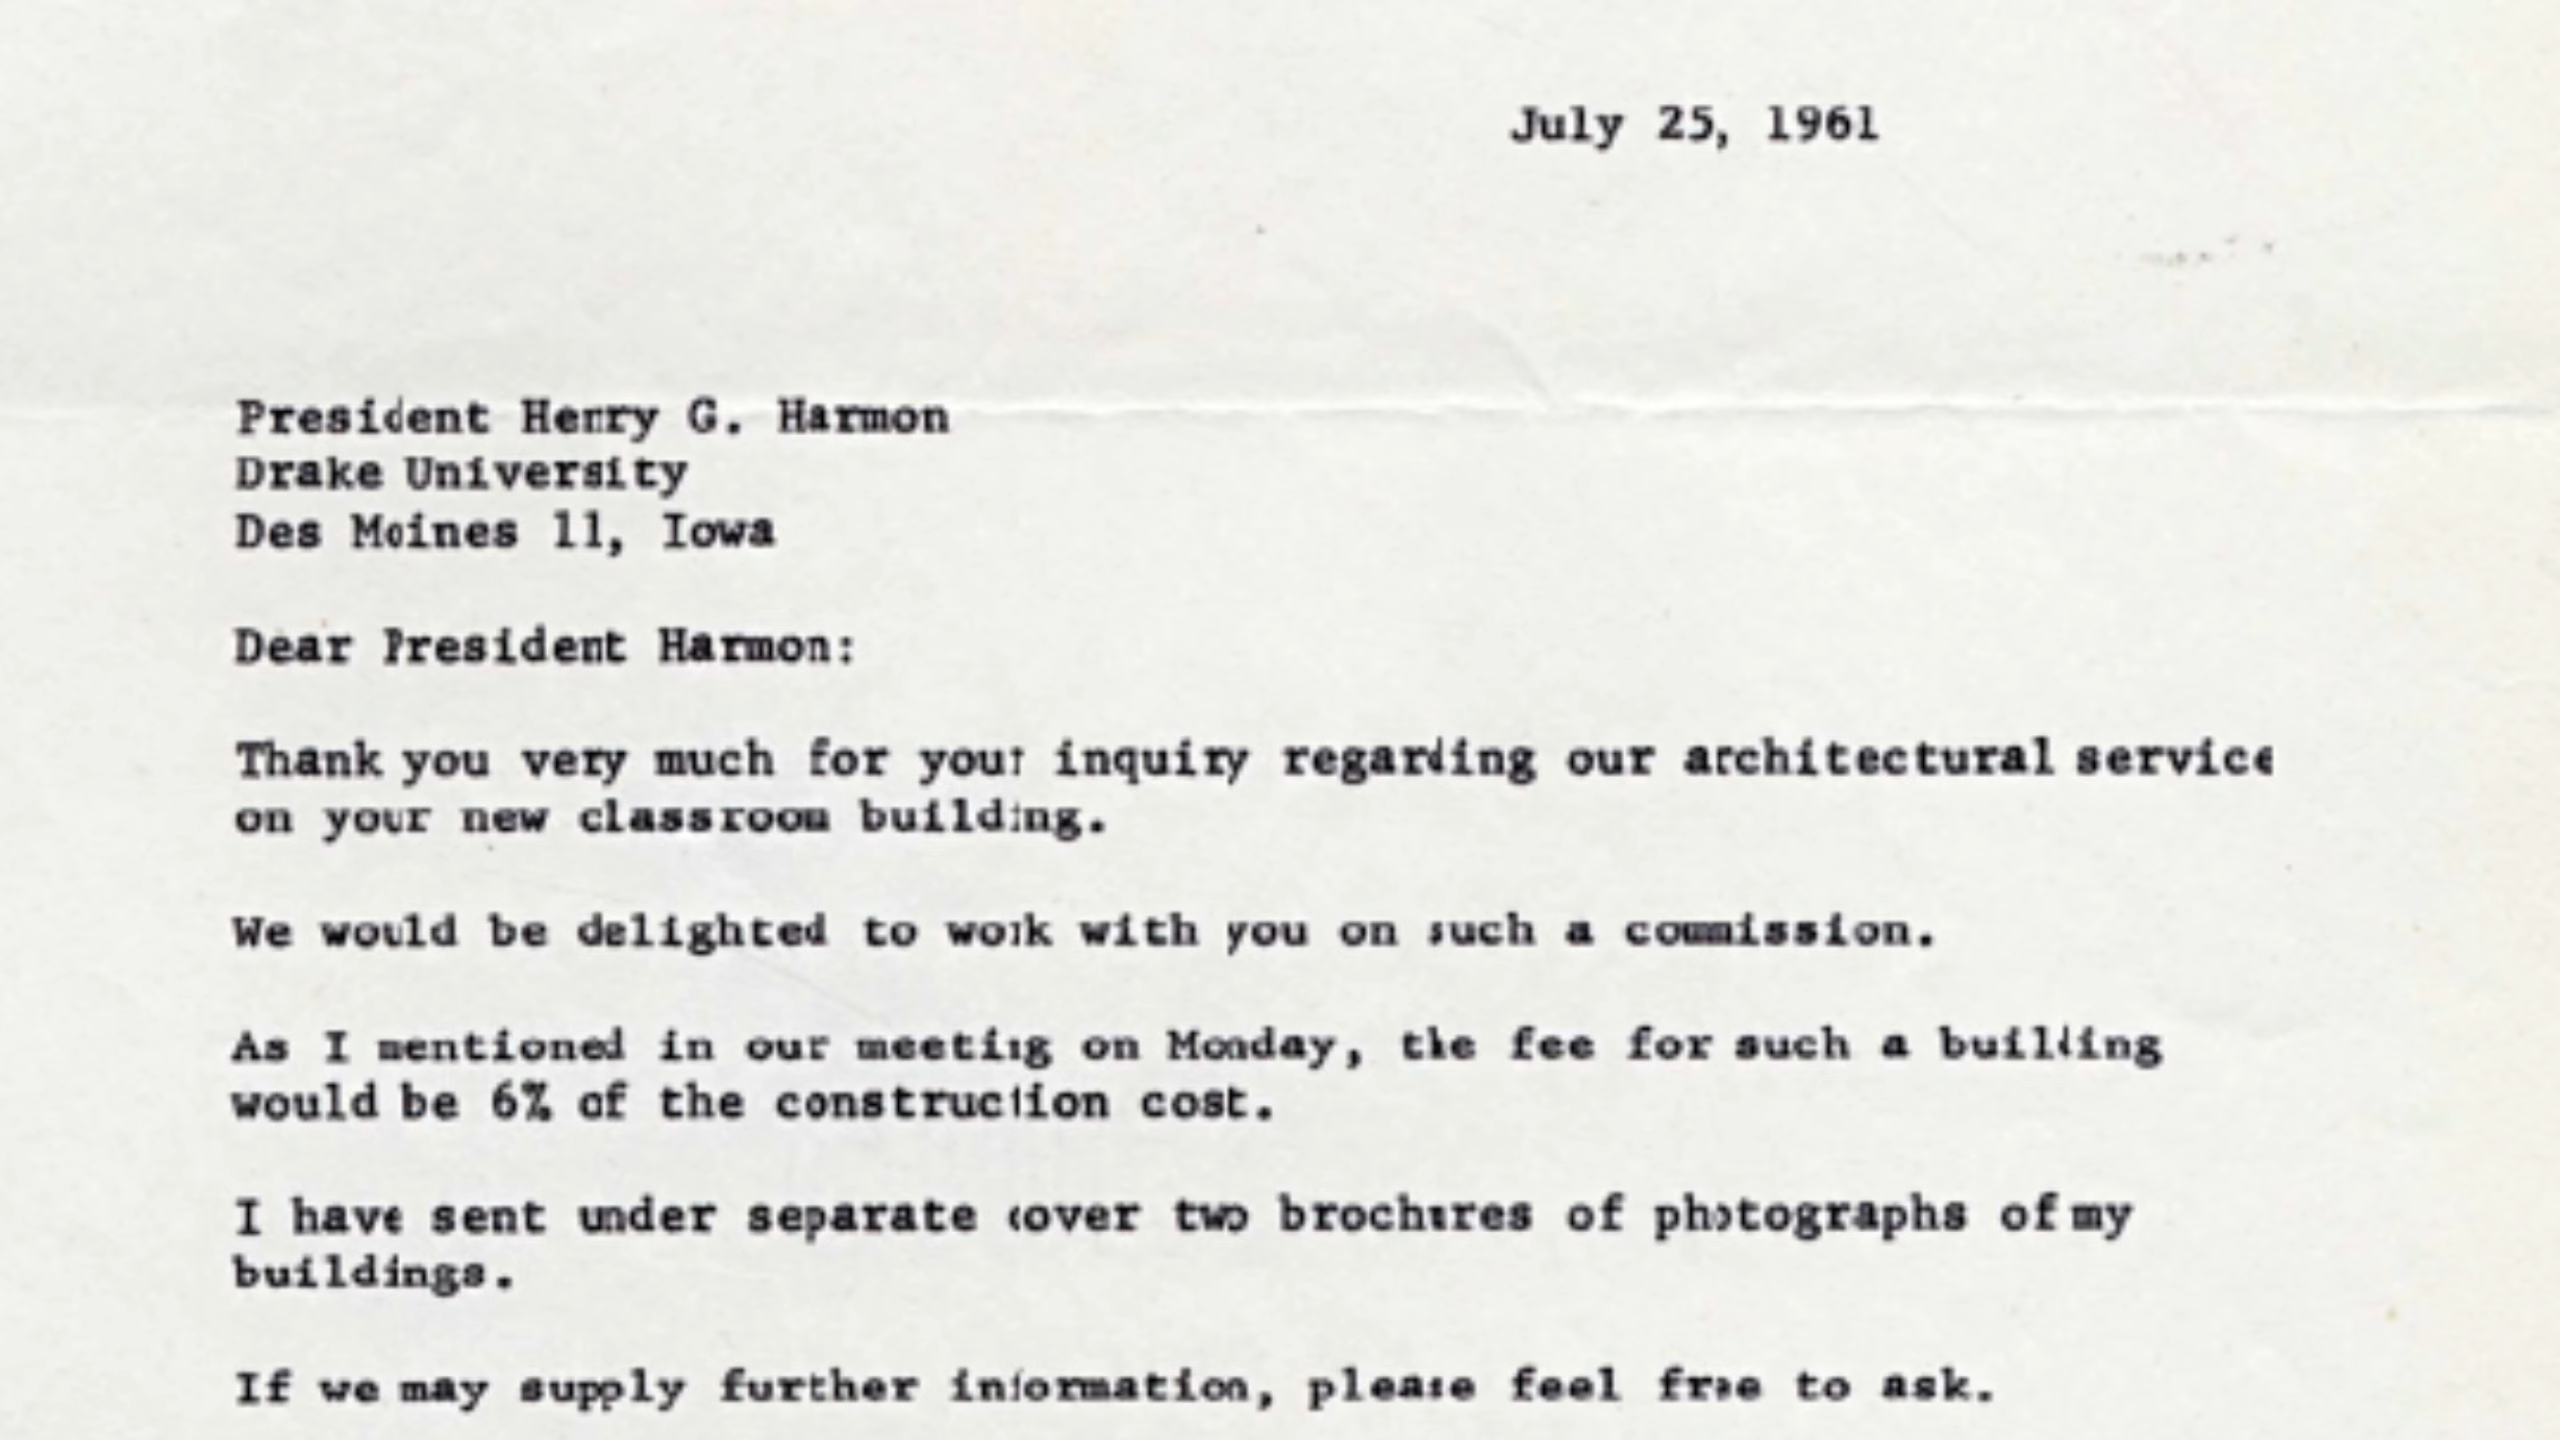 July 25, 1961
President Henry G. Harmon
Drake University
Des Moines 11, Iowa
Dear President Harmon:
Thank you very much for your inquiry regarding our architectural service
on your new classroom building.
We would be delighted to work with you on such a commission.
As I mentioned in our meeting on Monday, the fee for such a building
would be 6% of the construction cost.
I have sent under separate cover two brochures of photographs of my
buildings.
If we may supply further information, please feel free to ask.